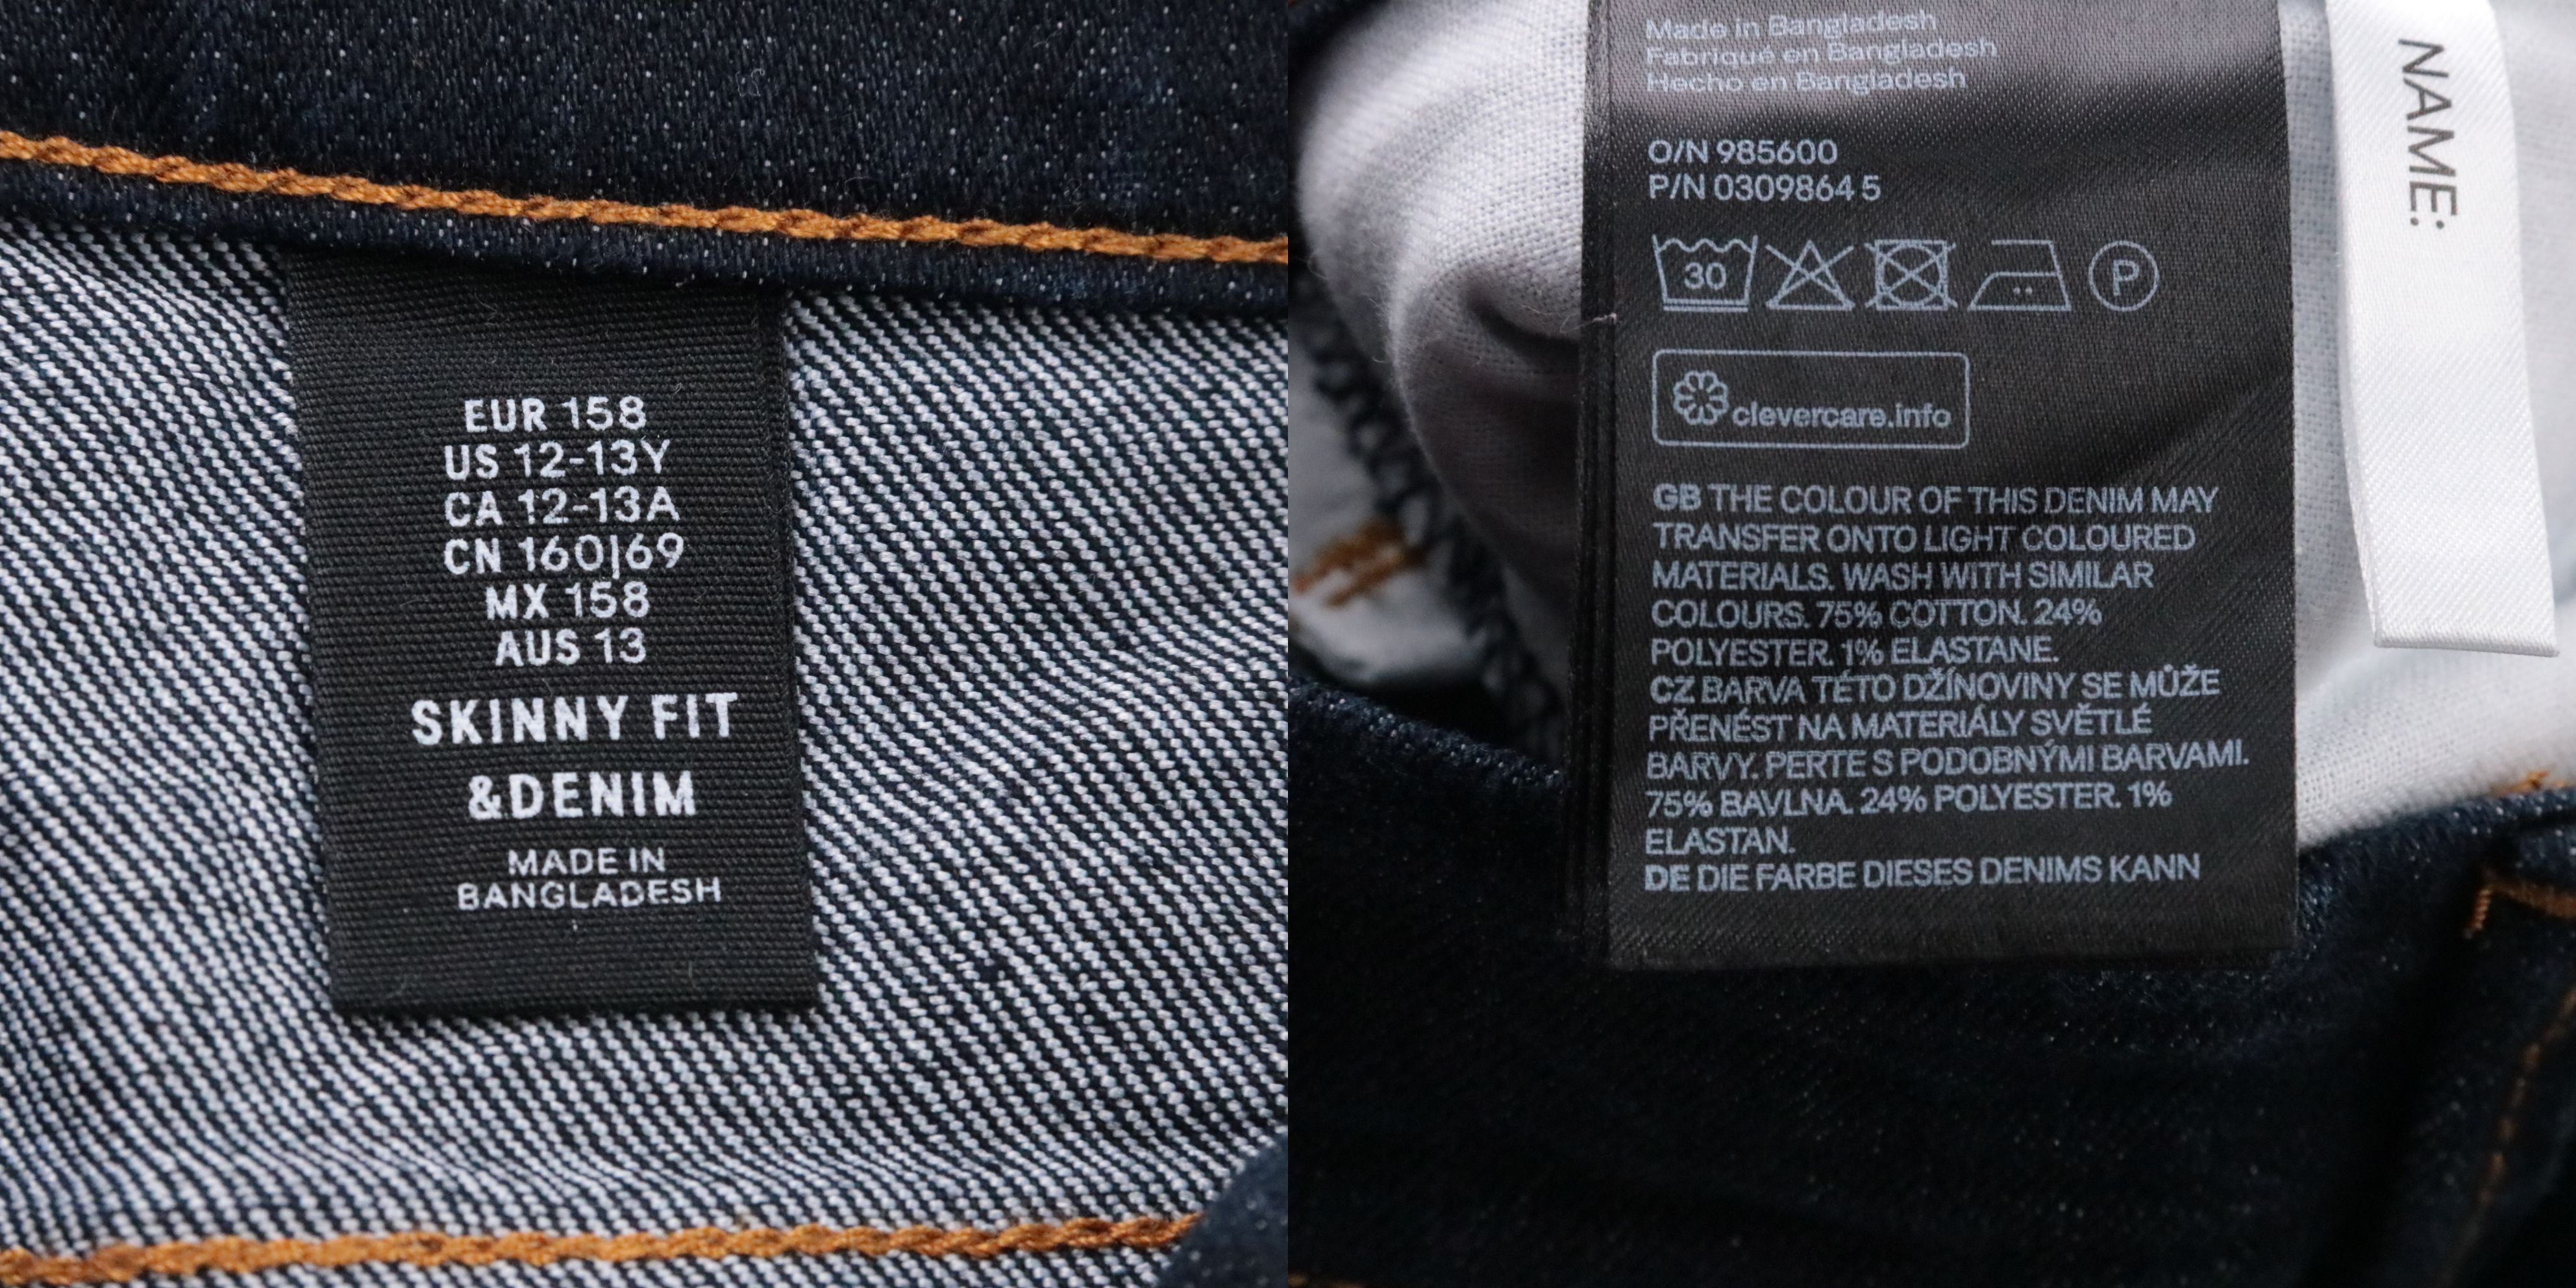 EUR 158
US 12-13Y
CA 12-13A
CN 160|69
MX 158
AUS 13
SKINNY FIT
&DENIM
MADE IN
BANGLADESH
Made in Bangladesh
Fabriqué en Bangladesh
Hecho en Bangladesh
O/N 985600
P/N 0309864 5
30
P
clevercare.info
GB THE COLOUR OF THIS DENIM MAY
TRANSFER ONTO LIGHT COLOURED
MATERIALS. WASH WITH SIMILAR
COLOURS. 75% COTTON. 24%
POLYESTER. 1% ELASTANE.
CZ BARVA TÉTO DŽÍNOVINY SE MŮŽE
PŘENÉST NA MATERIÁLY SVĚTLÉ
BARVY. PERTE S PODOBNÝMI BARVAMI.
75% BAVLNA. 24% POLYESTER. 1%
ELASTAN.
DE DIE FARBE DIESES DENIMS KANN
NAME: